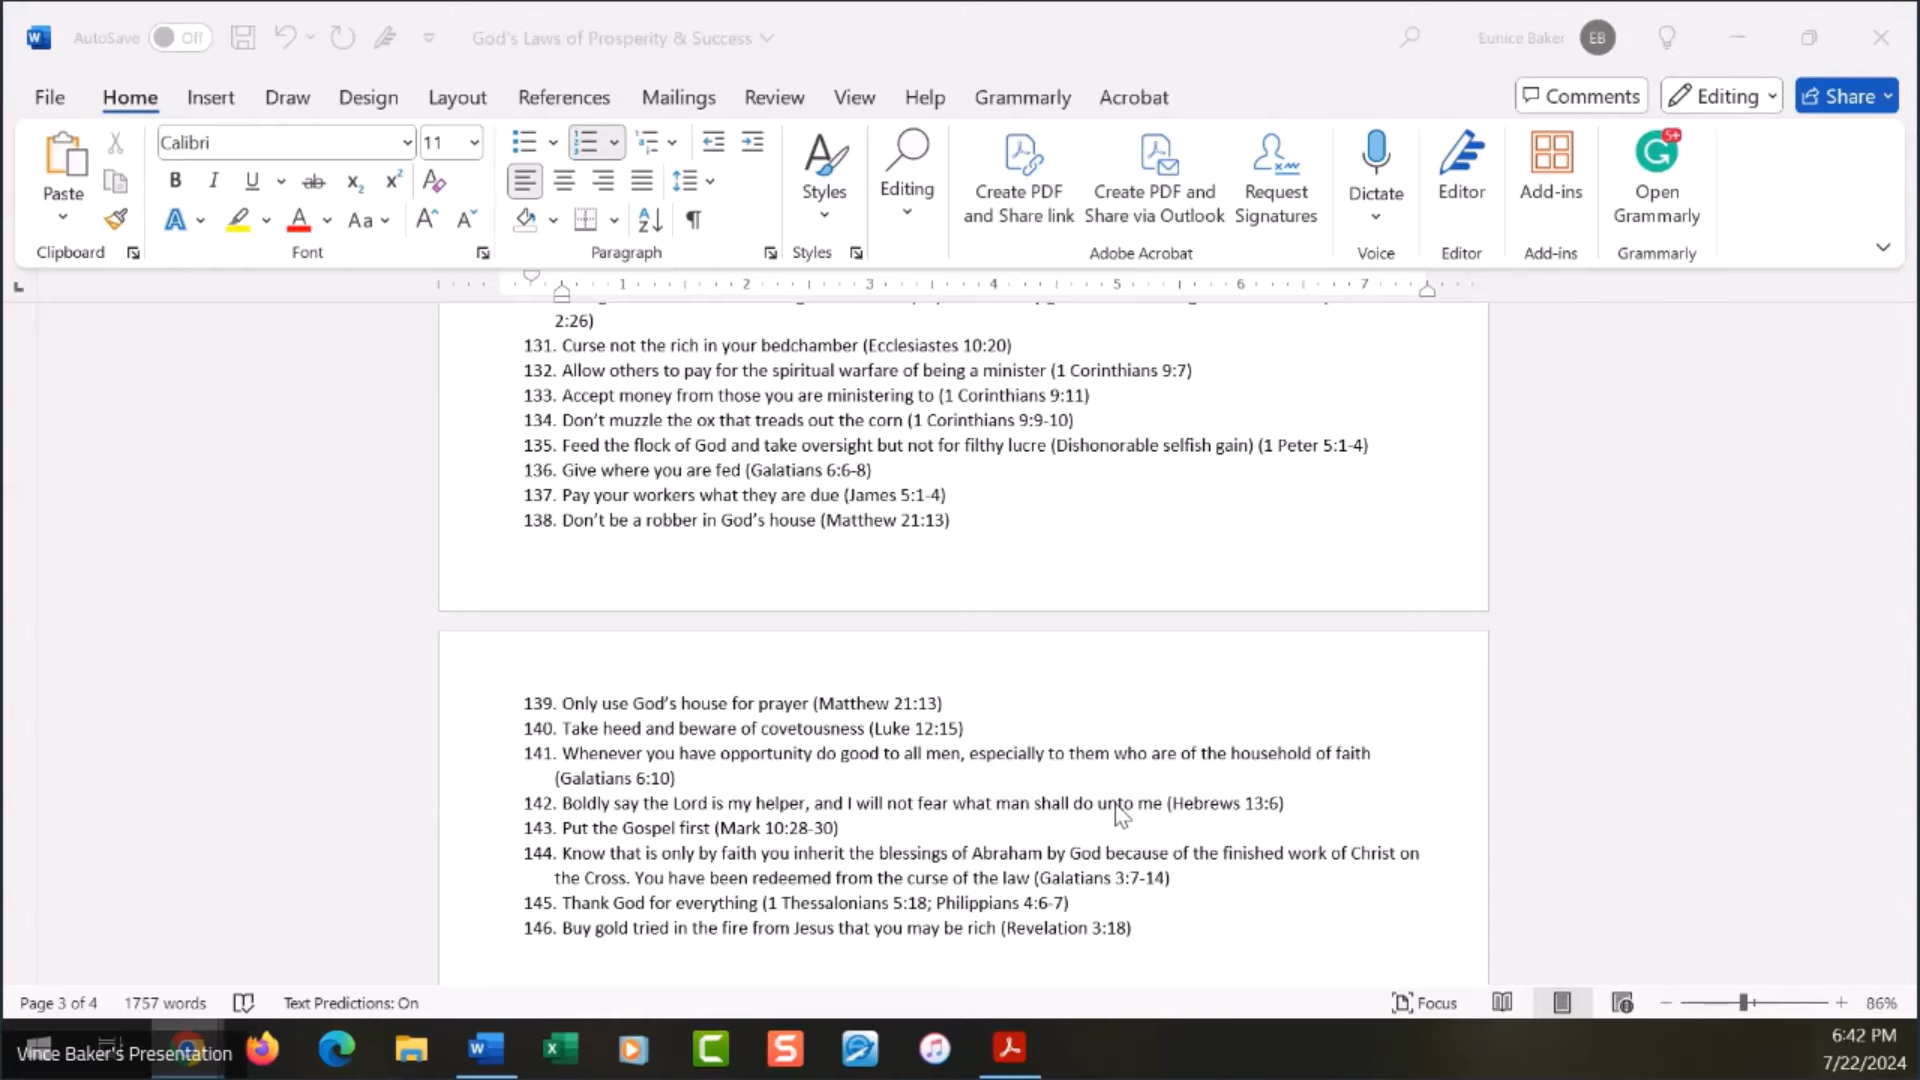 AutoSave Off God's Laws of Prosperity & Success Eunice Baker EB
File Home Insert Draw Design Layout References Mailings Review View Help Grammarly Acrobat Comments Editing Share
Calibri 11
Paste
Styles
Editing
Create PDF and Share link
Create PDF and Share via Outlook
Request Signatures
Dictate
Editor
Add-ins
Open Grammarly
Clipboard Font Paragraph Styles Adobe Acrobat Voice Editor Add-ins Grammarly
1 2 3 4 5 6 7
2:26)
131. Curse not the rich in your bedchamber (Ecclesiastes 10:20)
132. Allow others to pay for the spiritual warfare of being a minister (1 Corinthians 9:7)
133. Accept money from those you are ministering to (1 Corinthians 9:11)
134. Don't muzzle the ox that treads out the corn (1 Corinthians 9:9-10)
135. Feed the flock of God and take oversight but not for filthy lucre (Dishonorable selfish gain) (1 Peter 5:1-4)
136. Give where you are fed (Galatians 6:6-8)
137. Pay your workers what they are due (James 5:1-4)
138. Don't be a robber in God's house (Matthew 21:13)
139. Only use God's house for prayer (Matthew 21:13)
140. Take heed and beware of covetousness (Luke 12:15)
141. Whenever you have opportunity do good to all men, especially to them who are of the household of faith
(Galatians 6:10)
142. Boldly say the Lord is my helper, and I will not fear what man shall do unto me (Hebrews 13:6)
143. Put the Gospel first (Mark 10:28-30)
144. Know that is only by faith you inherit the blessings of Abraham by God because of the finished work of Christ on
the Cross. You have been redeemed from the curse of the law (Galatians 3:7-14)
145. Thank God for everything (1 Thessalonians 5:18; Philippians 4:6-7)
146. Buy gold tried in the fire from Jesus that you may be rich (Revelation 3:18)
Page 3 of 4 1757 words Text Predictions: On Focus 86%
Vince Baker's Presentation
6:42 PM
7/22/2024